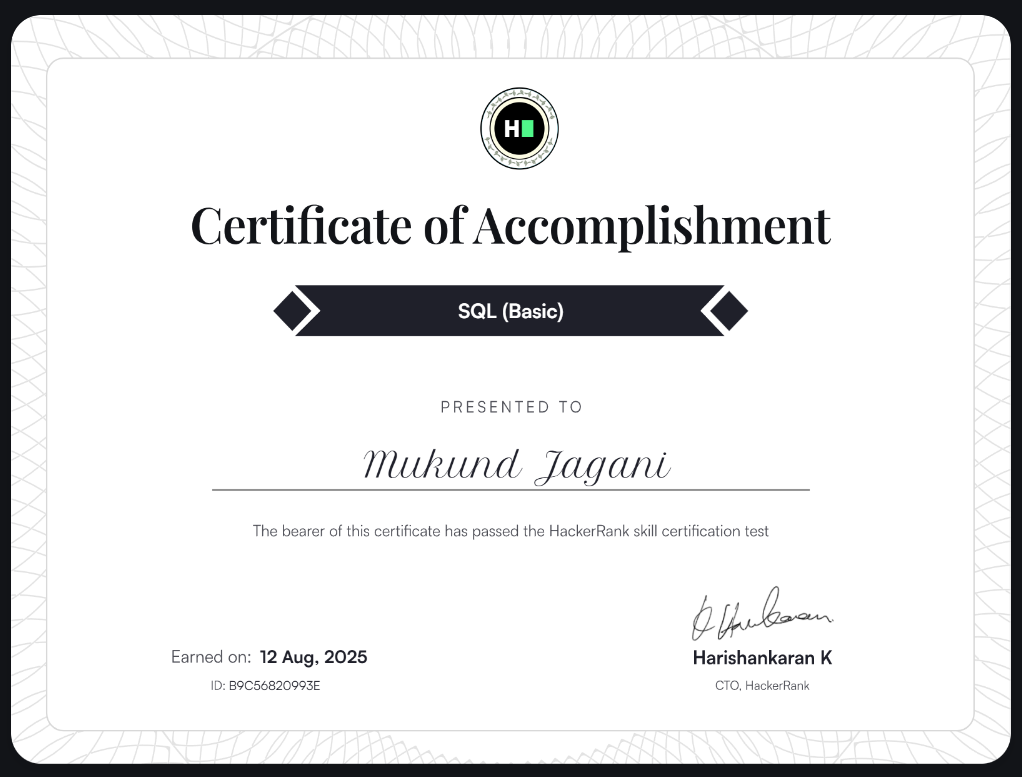 H
Certificate of Accomplishment
SQL (Basic)
PRESENTED TO
Mukund Jagani
The bearer of this certificate has passed the HackerRank skill certification test
Earned on: 12 Aug, 2025
ID: B9C56820993E
Harishankaran K
CTO, HackerRank